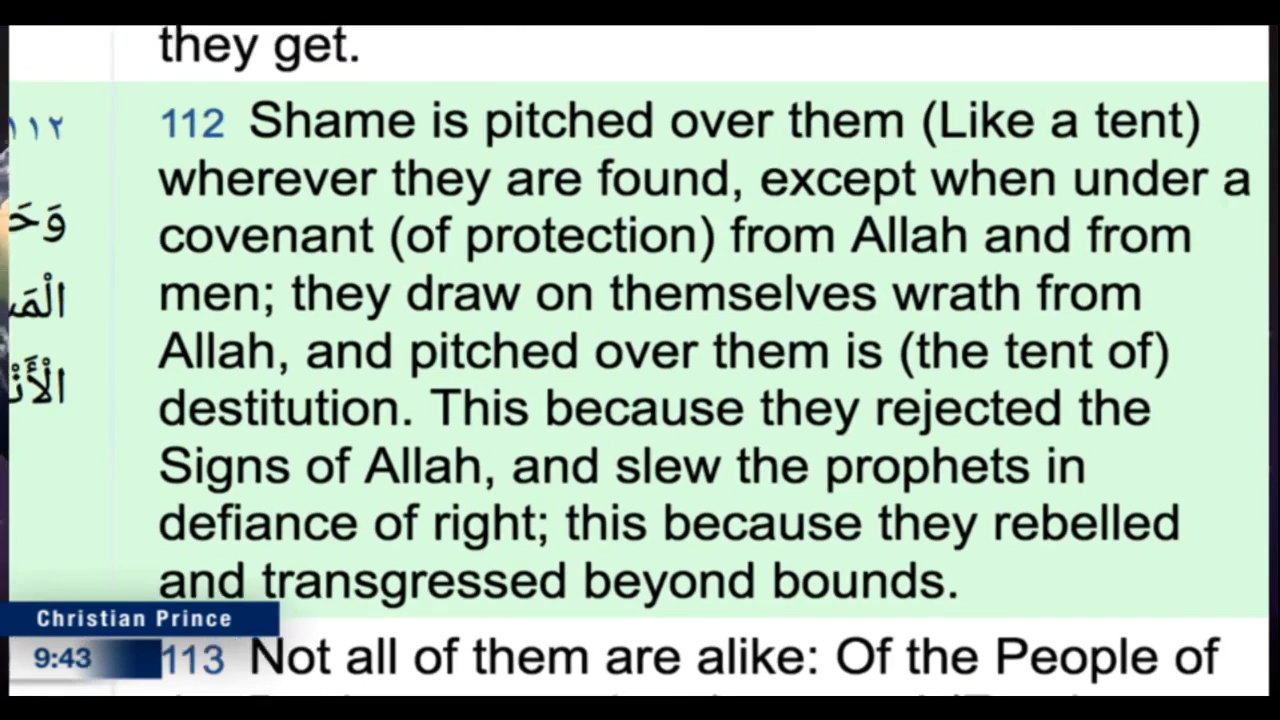 they get.
١١٢
112 Shame is pitched over them (Like a tent)
wherever they are found, except when under a
covenant (of protection) from Allah and from
men; they draw on themselves wrath from
Allah, and pitched over them is (the tent of)
destitution. This because they rejected the
Signs of Allah, and slew the prophets in
defiance of right; this because they rebelled
and transgressed beyond bounds.
Christian Prince
9:43
113 Not all of them are alike: Of the People of